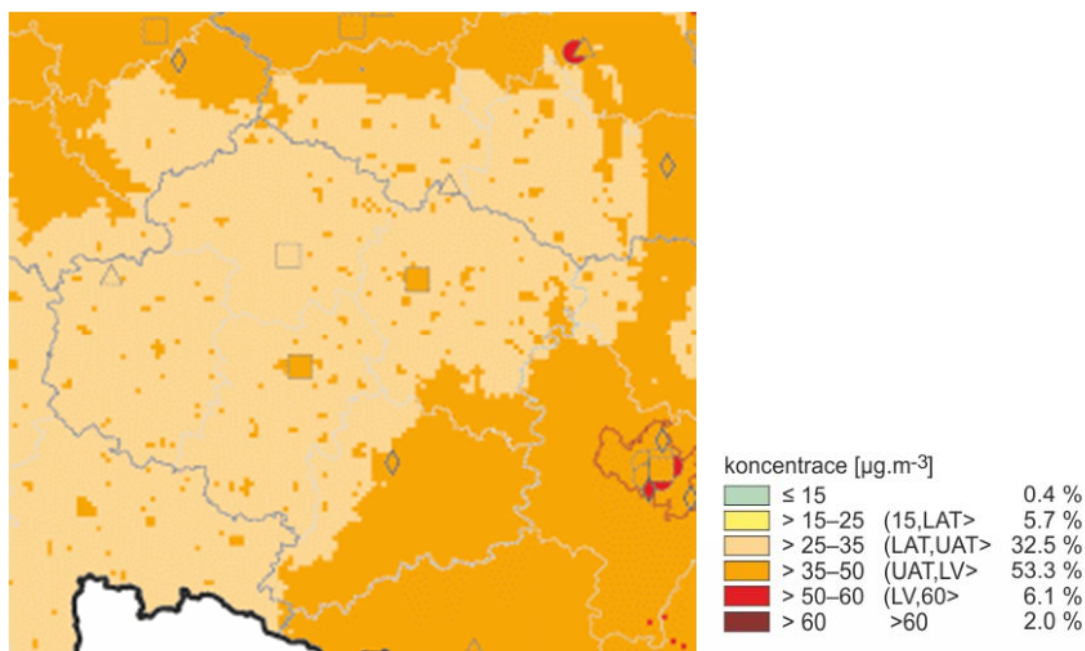 koncentrace [µg.m-3]
≤ 15 0.4 %
> 15–25 (15,LAT> 5.7 %
> 25–35 (LAT,UAT> 32.5 %
> 35–50 (UAT,LV> 53.3 %
> 50–60 (LV,60> 6.1 %
> 60 >60 2.0 %